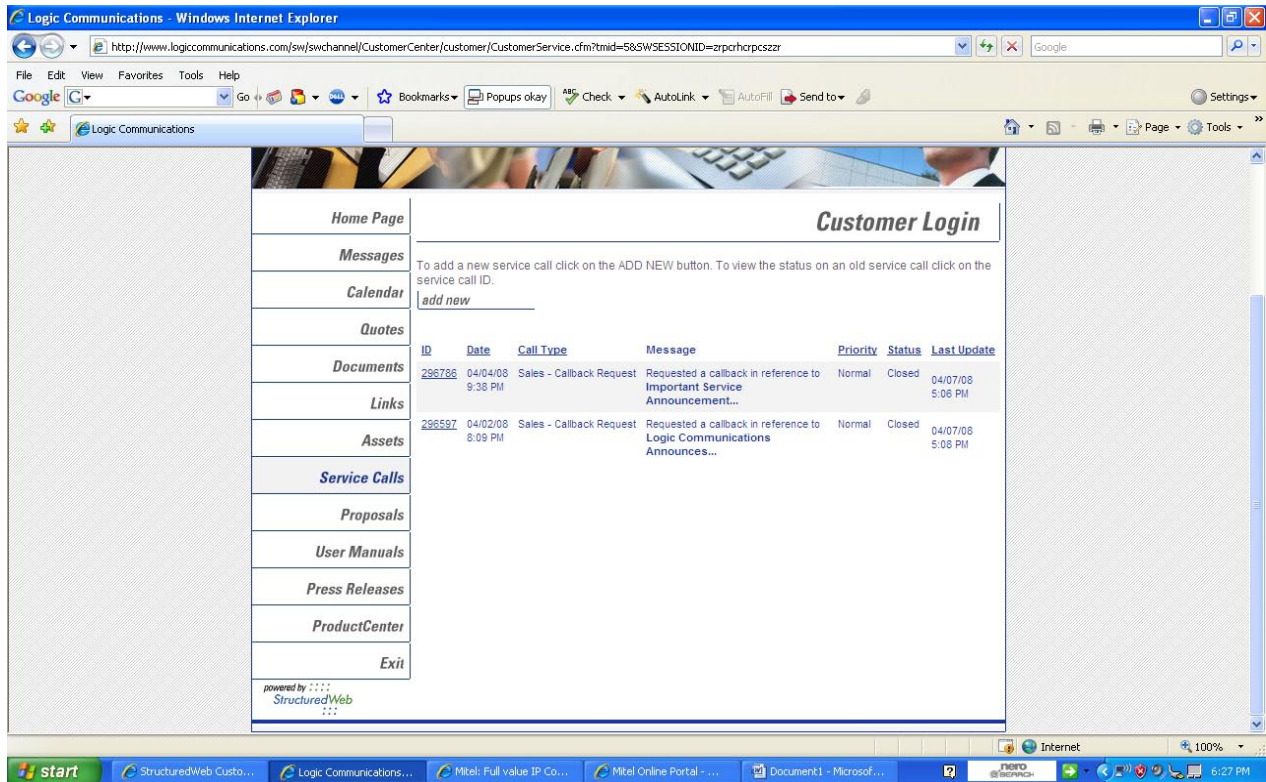 Logic Communications - Windows Internet Explorer
http://www.logiccommunications.com/sw/swchannel/CustomerCenter/customer/CustomerService.cfm?tmid=5&SWSESSIONID=zrpcrhcrpcszzr
Google
File Edit View Favorites Tools Help
Google G Go Bookmarks Popups okay ABC Check AutoLink AutoFill Send to Settings
Logic Communications Page Tools
Customer Login
To add a new service call click on the ADD NEW button. To view the status on an old service call click on the
service call ID.
add new
ID Date Call Type Message Priority Status Last Update
296786 04/04/08 9:38 PM Sales - Callback Request Requested a callback in reference to Important Service Announcement... Normal Closed 04/07/08 5:06 PM
296597 04/02/08 8:09 PM Sales - Callback Request Requested a callback in reference to Logic Communications Announces... Normal Closed 04/07/08 5:08 PM
Home Page
Messages
Calendar
Quotes
Documents
Links
Assets
Service Calls
Proposals
User Manuals
Press Releases
ProductCenter
Exit
powered by
StructuredWeb
Internet 100%
start StructuredWeb Custo... Logic Communications... Mitel: Full value IP Co... Mitel Online Portal - ... Document1 - Microsof... nero SEARCH 6:27 PM